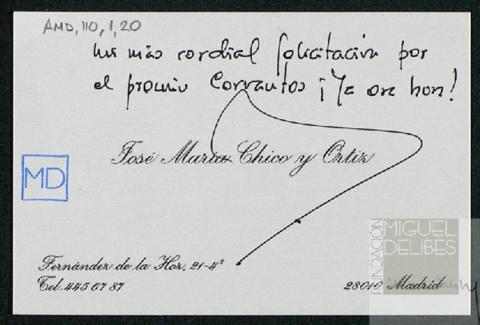 AMD, 110, 1, 20
Mi más cordial felicitación por
el premio Cervantes ¡Ya era hora!
José María Chico y Ortiz
MD
Fernández de la Hoz, 21-4º
Tel. 445 67 87
28010 Madrid
FUNDACIÓN
MIGUEL
DELIBES